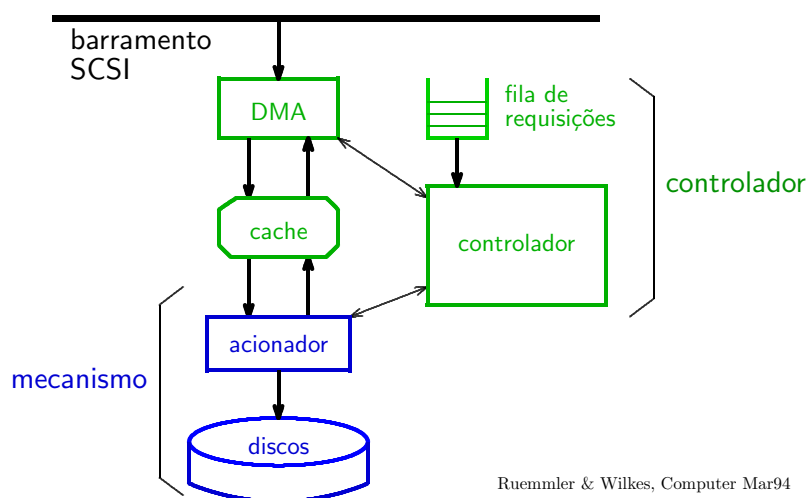 barramento
SCSI
DMA
fila de
requisições
controlador
cache
controlador
acionador
mecanismo
discos
Ruemmler & Wilkes, Computer Mar94